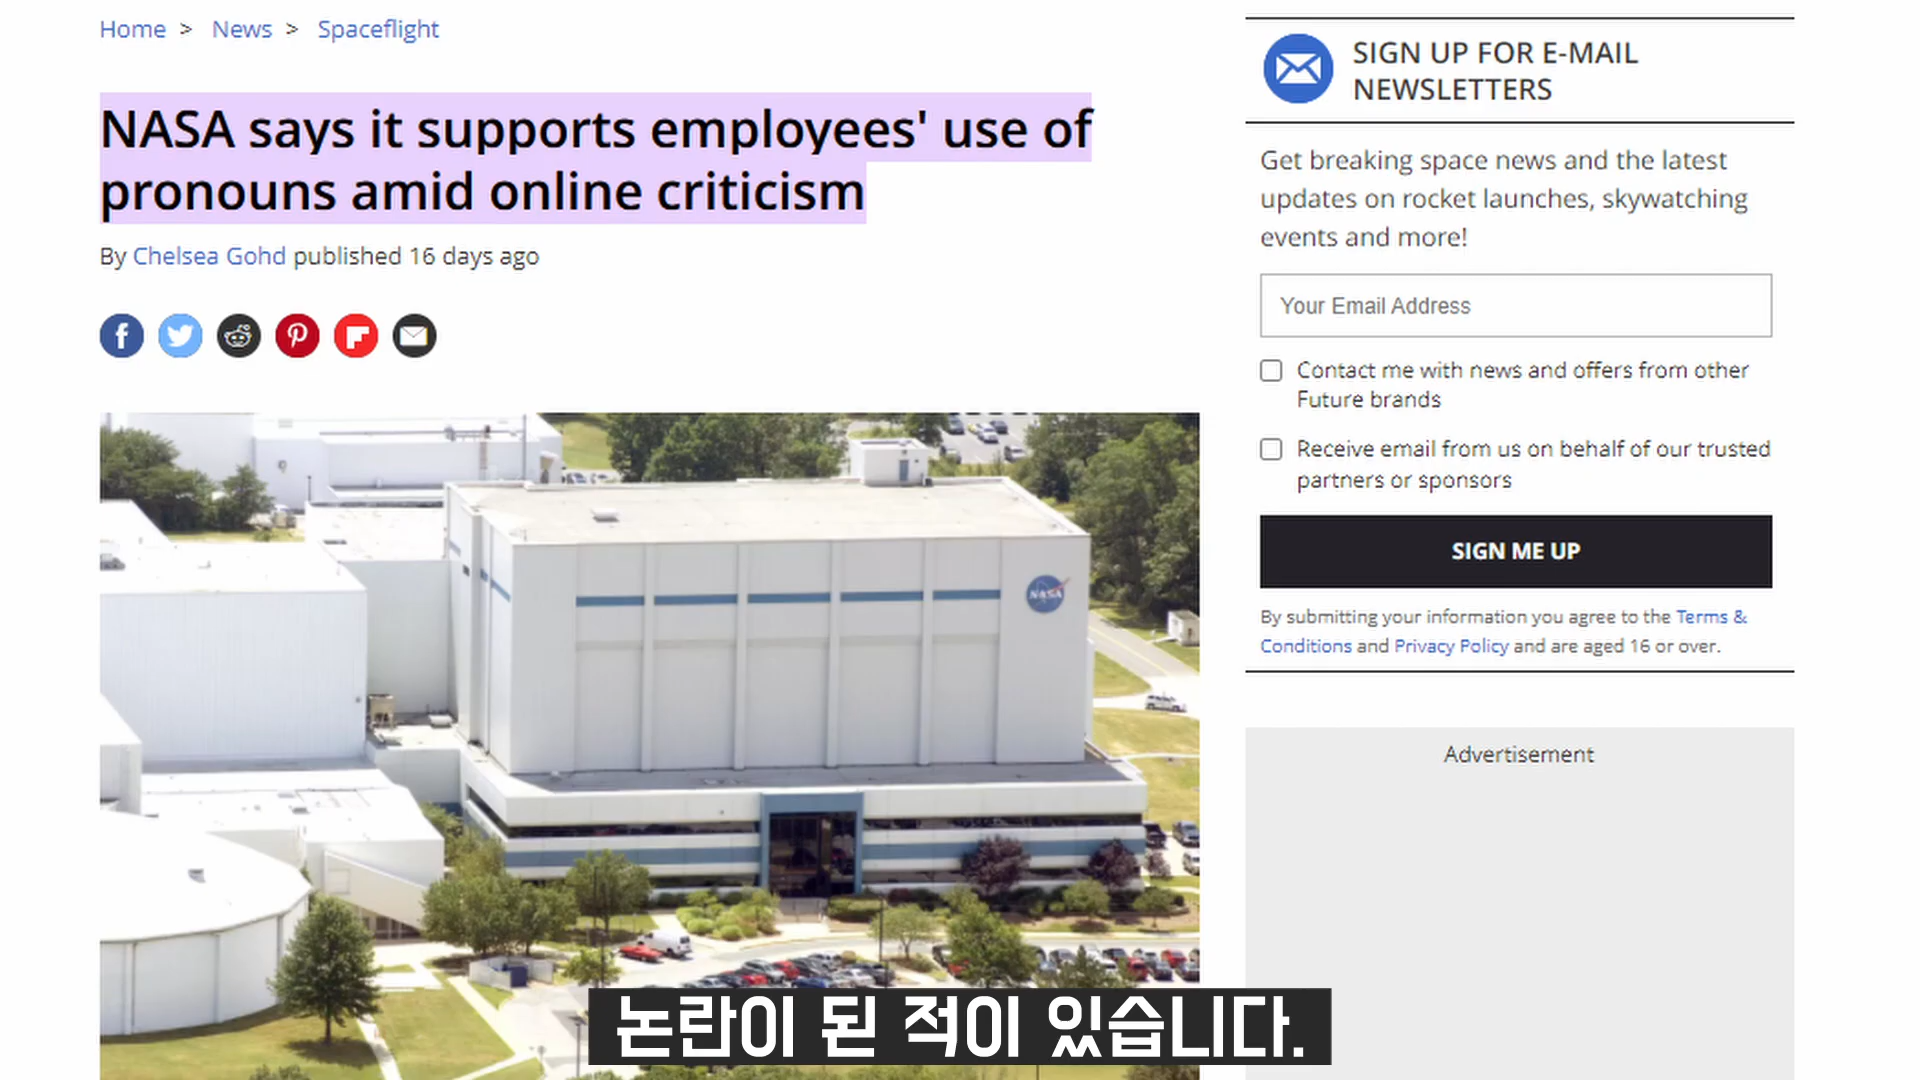 Home > News > Spaceflight
NASA says it supports employees' use of
pronouns amid online criticism
By Chelsea Gohd published 16 days ago
NASA
SIGN UP FOR E-MAIL
NEWSLETTERS
Get breaking space news and the latest
updates on rocket launches, skywatching
events and more!
Your Email Address
Contact me with news and offers from other
Future brands
Receive email from us on behalf of our trusted
partners or sponsors
SIGN ME UP
By submitting your information you agree to the Terms &
Conditions and Privacy Policy and are aged 16 or over.
Advertisement
논란이 된 적이 있습니다.